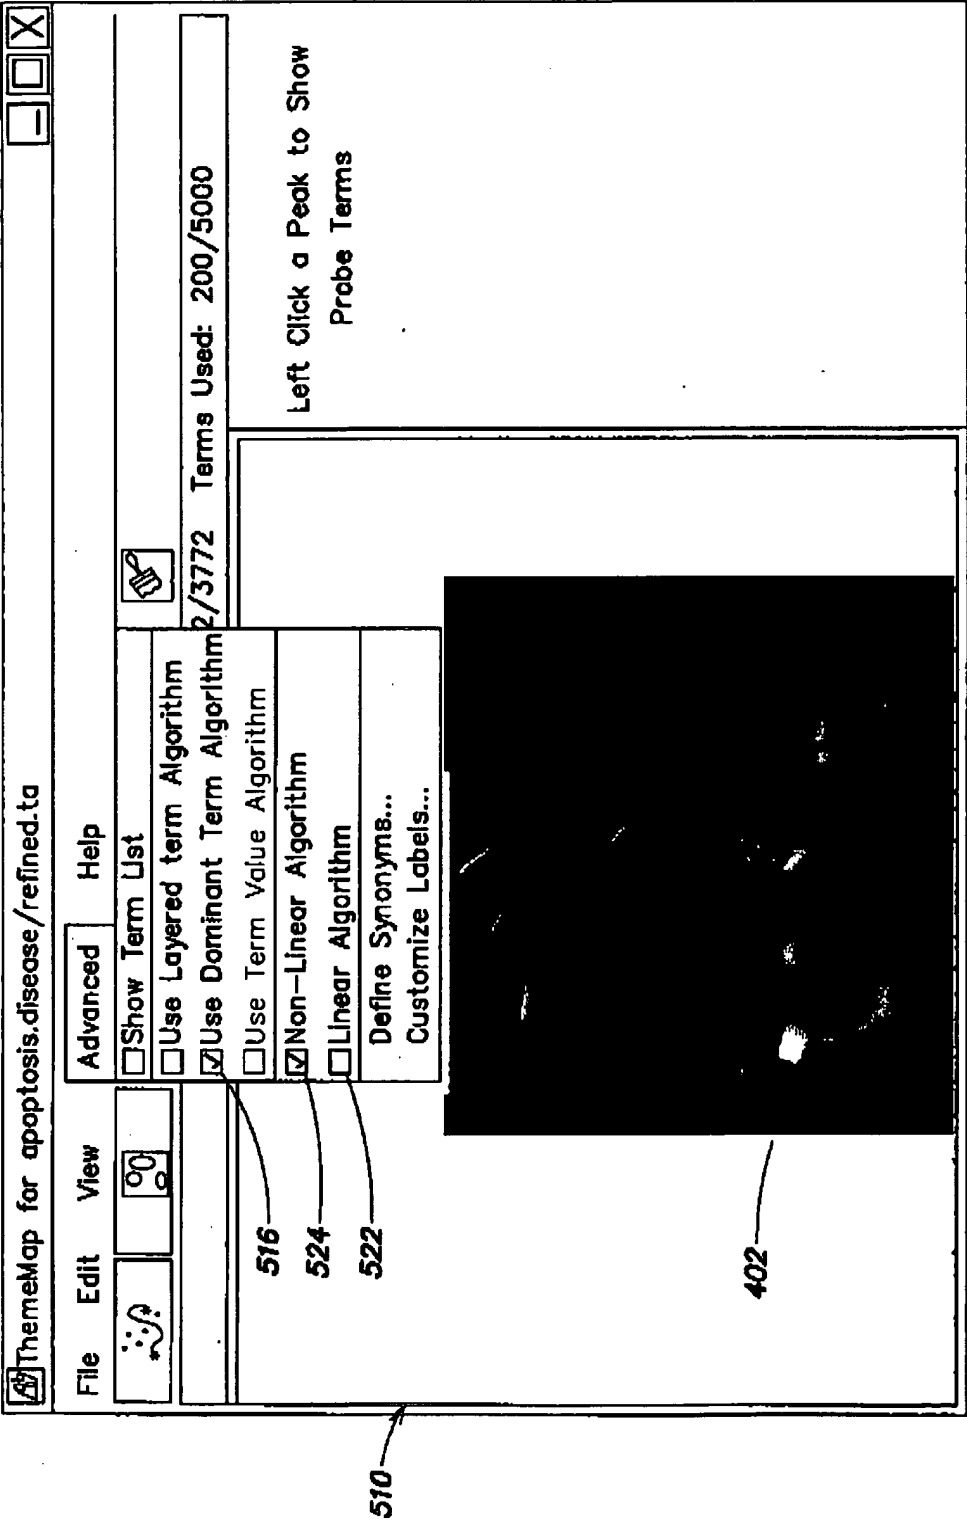 ThemeMap for apoptosis.disease/refined.ta
File Edit View Advanced Help
Show Term List
Use Layered term Algorithm
Use Dominant Term Algorithm
2/3772 Terms Used: 200/5000
Use Term Value Algorithm
Non-Linear Algorithm
Linear Algorithm
Define Synonyms...
Customize Labels...
Left Click a Peak to Show
Probe Terms
516
524
522
402
510